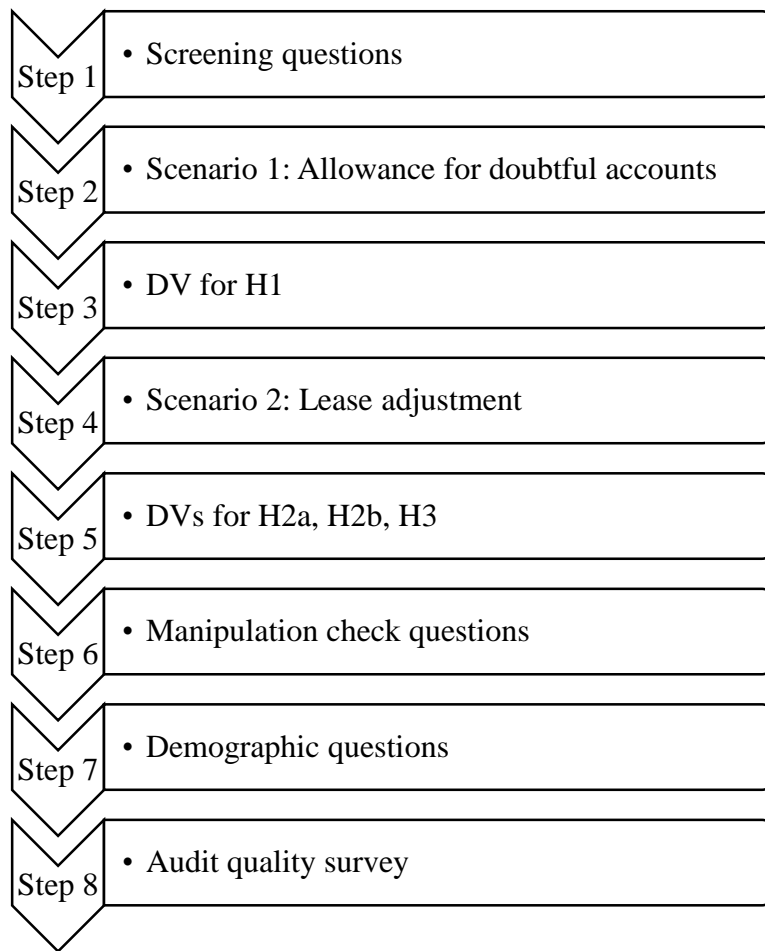 Step 1
• Screening questions
Step 2
• Scenario 1: Allowance for doubtful accounts
Step 3
• DV for H1
Step 4
• Scenario 2: Lease adjustment
Step 5
• DVs for H2a, H2b, H3
Step 6
• Manipulation check questions
Step 7
• Demographic questions
Step 8
• Audit quality survey